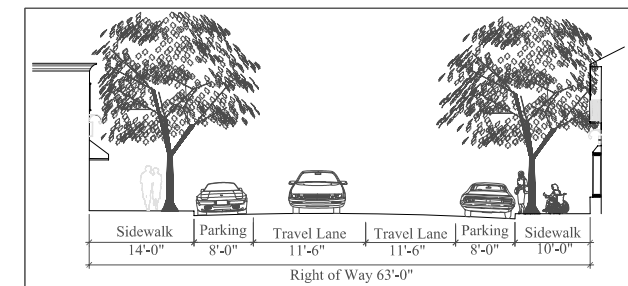 Sidewalk Parking Travel Lane Travel Lane Parking Sidewalk
14'-0" 8'-0" 11'-6" 11'-6" 8'-0" 10'-0"
Right of Way 63'-0"